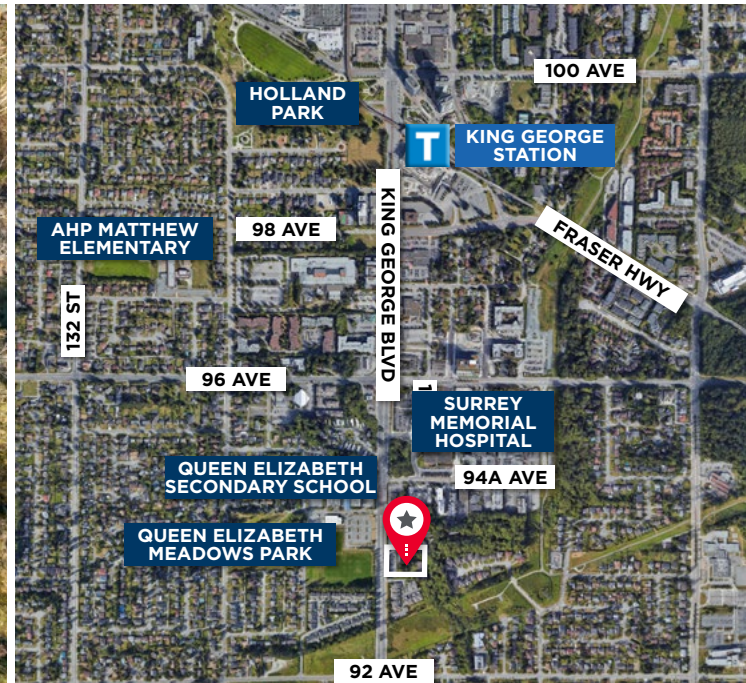 100 AVE
HOLLAND
PARK
T
KING GEORGE
STATION
AHP MATTHEW
ELEMENTARY
98 AVE
FRASER HWY
KING GEORGE BLVD
132 ST
96 AVE
SURREY
MEMORIAL
HOSPITAL
QUEEN ELIZABETH
SECONDARY SCHOOL
94A AVE
QUEEN ELIZABETH
MEADOWS PARK
92 AVE